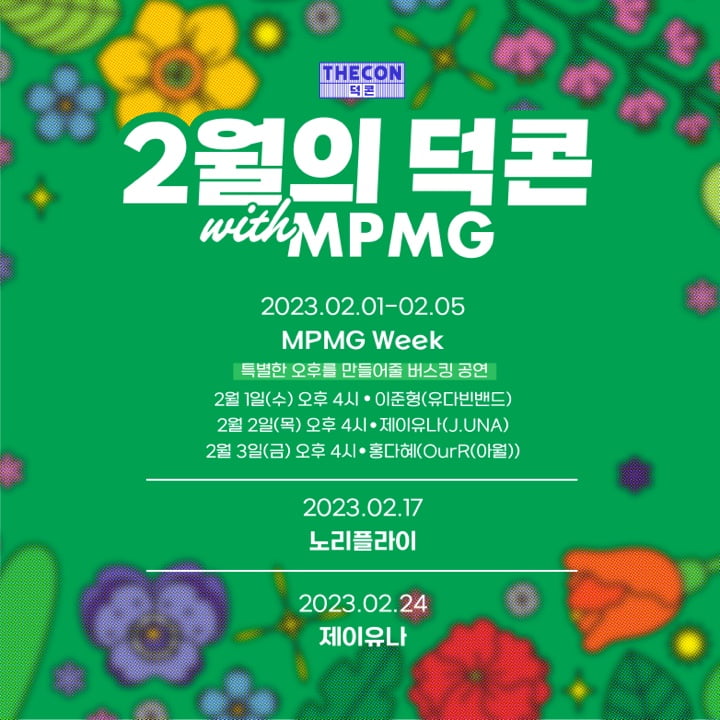 THECON
덕콘
2월의 덕콘
with MPMG
2023.02.01-02.05
MPMG Week
특별한 오후를 만들어줄 버스킹 공연
2월 1일(수) 오후 4시 • 이준형(유다빈밴드)
2월 2일(목) 오후 4시 • 제이유나(J.UNA)
2월 3일(금) 오후 4시 • 홍다혜(OurR(아월))
2023.02.17
노리플라이
2023.02.24
제이유나